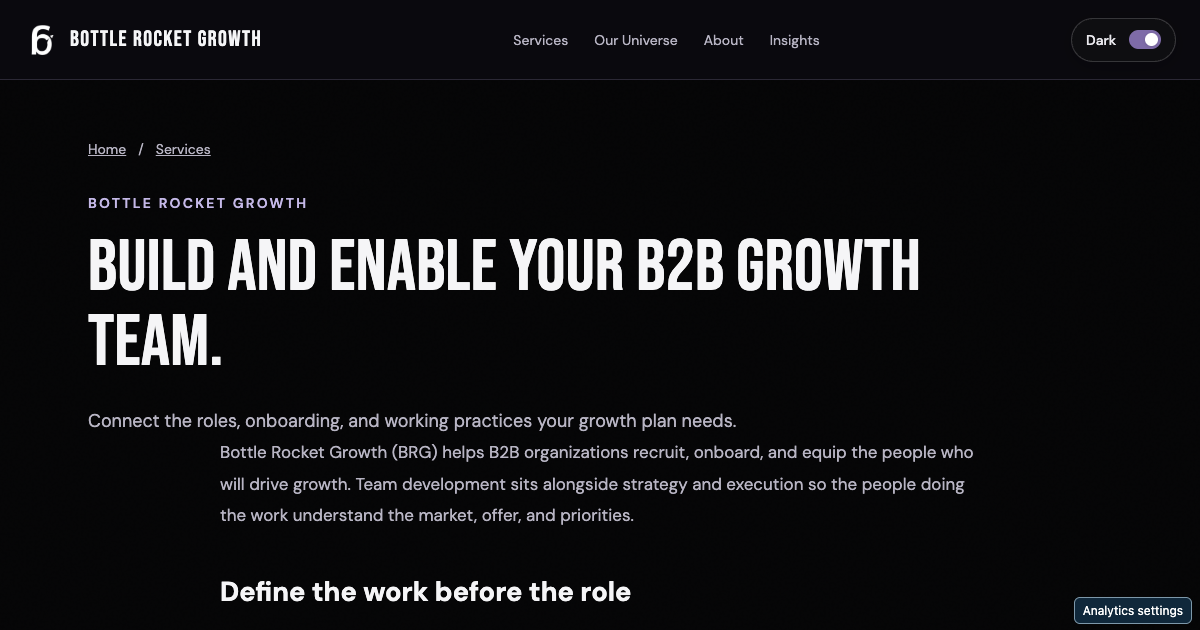 BOTTLE ROCKET GROWTH
Services
Our Universe
About
Insights
Dark
Home / Services
BOTTLE ROCKET GROWTH
BUILD AND ENABLE YOUR B2B GROWTH
TEAM.
Connect the roles, onboarding, and working practices your growth plan needs.
Bottle Rocket Growth (BRG) helps B2B organizations recruit, onboard, and equip the people who
will drive growth. Team development sits alongside strategy and execution so the people doing
the work understand the market, offer, and priorities.
Define the work before the role
Analytics settings